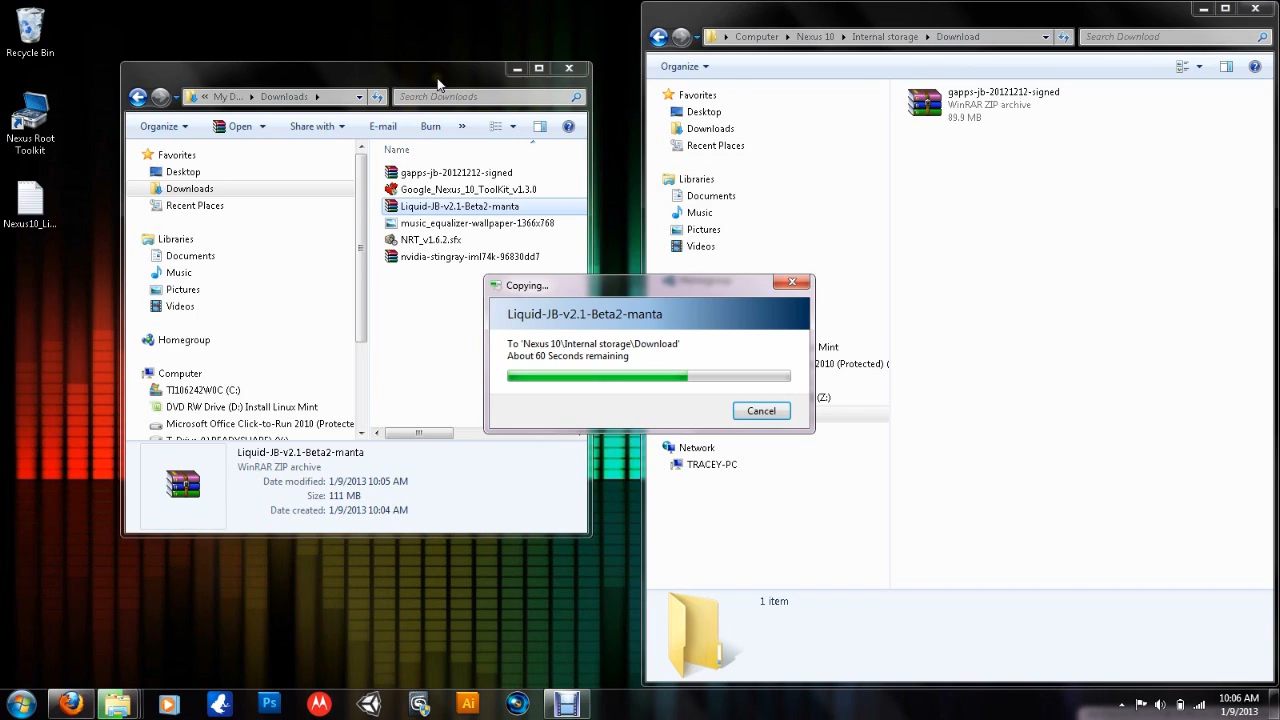 Recycle Bin
Nexus Root
Toolkit
Nexus10_Li...
« My D... Downloads
Search Downloads
Organize
Open
Share with
E-mail
Burn
»
Favorites
Desktop
Downloads
Recent Places
Libraries
Documents
Music
Pictures
Videos
Homegroup
Computer
TI106242W0C (C:)
DVD RW Drive (D:) Install Linux Mint
Microsoft Office Click-to-Run 2010 (Protecte
Name
gapps-jb-20121212-signed
Google_Nexus_10_ToolKit_v1.3.0
Liquid-JB-v2.1-Beta2-manta
music_equalizer-wallpaper-1366x768
NRT_v1.6.2.sfx
nvidia-stingray-iml74k-96830dd7
Liquid-JB-v2.1-Beta2-manta
WinRAR ZIP archive
Date modified: 1/9/2013 10:05 AM
Size: 111 MB
Date created: 1/9/2013 10:04 AM
Copying...
Liquid-JB-v2.1-Beta2-manta
To 'Nexus 10\Internal storage\Download'
About 60 Seconds remaining
Cancel
Computer Nexus 10 Internal storage Download
Search Download
Organize
Favorites
Desktop
Downloads
Recent Places
Libraries
Documents
Music
Pictures
Videos
Mint
2010 (Protected) (
(Z:)
Network
TRACEY-PC
gapps-jb-20121212-signed
WinRAR ZIP archive
89.9 MB
1 item
Ps
Ai
10:06 AM
1/9/2013